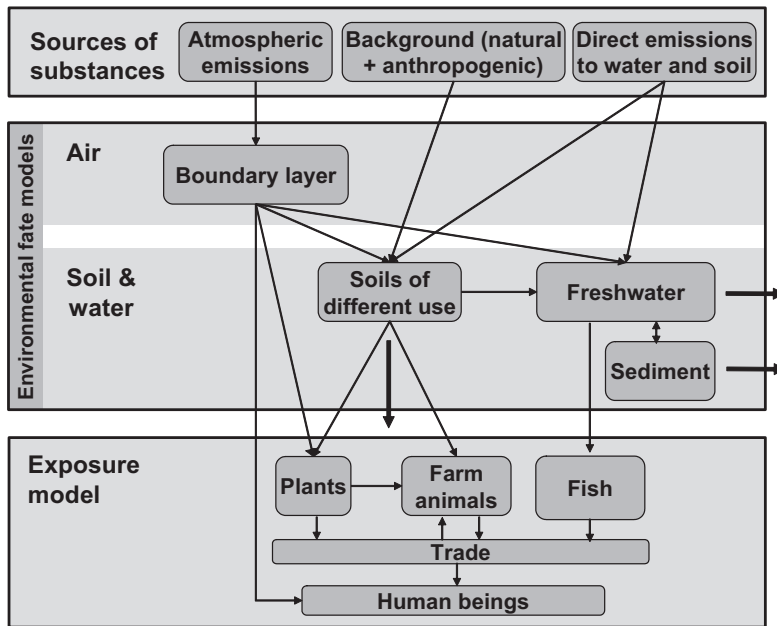 Sources of
substances
Atmospheric
emissions
Background (natural
+ anthropogenic)
Direct emissions
to water and soil
Environmental fate models
Air
Boundary layer
Soil &
water
Soils of
different use
Freshwater
Sediment
Exposure
model
Plants
Farm
animals
Fish
Trade
Human beings